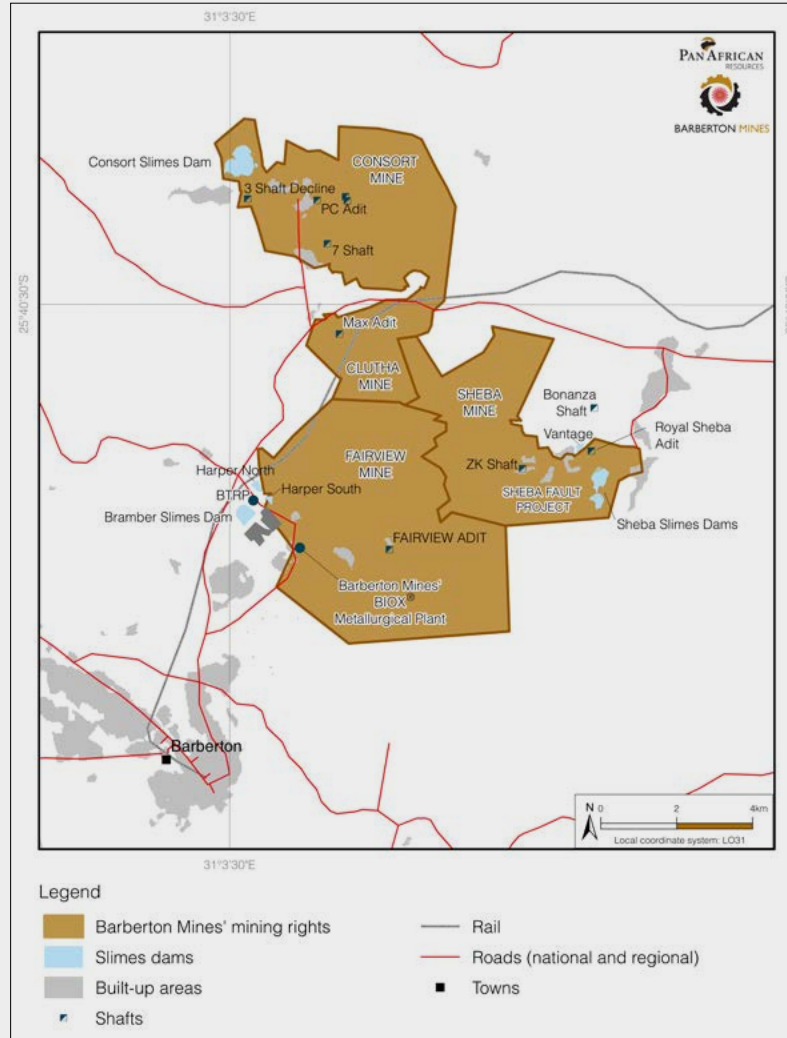 31°3'30"E
PAN AFRICAN
RESOURCES
BARBERTON MINES
Consort Slimes Dam
CONSORT
MINE
3 Shaft Decline
PC Adit
7 Shaft
25°40'30"S
Max Adit
CLUTHA
MINE
SHEBA
MINE
Bonanza
Shaft
Vantage
Royal Sheba
Adit
FAIRVIEW
MINE
ZK Shaft
Harper North
Harper South
BTRP
SHEBA FAULT
PROJECT
Bramber Slimes Dam
Sheba Slimes Dams
FAIRVIEW ADIT
Barberton Mines'
BIOX
Metallurgical Plant
®
Barberton
N
0 2 4km
Local coordinate system: LO31
31°3'30"E
Legend
Barberton Mines' mining rights
Slimes dams
Built-up areas
Shafts
Rail
Roads (national and regional)
Towns